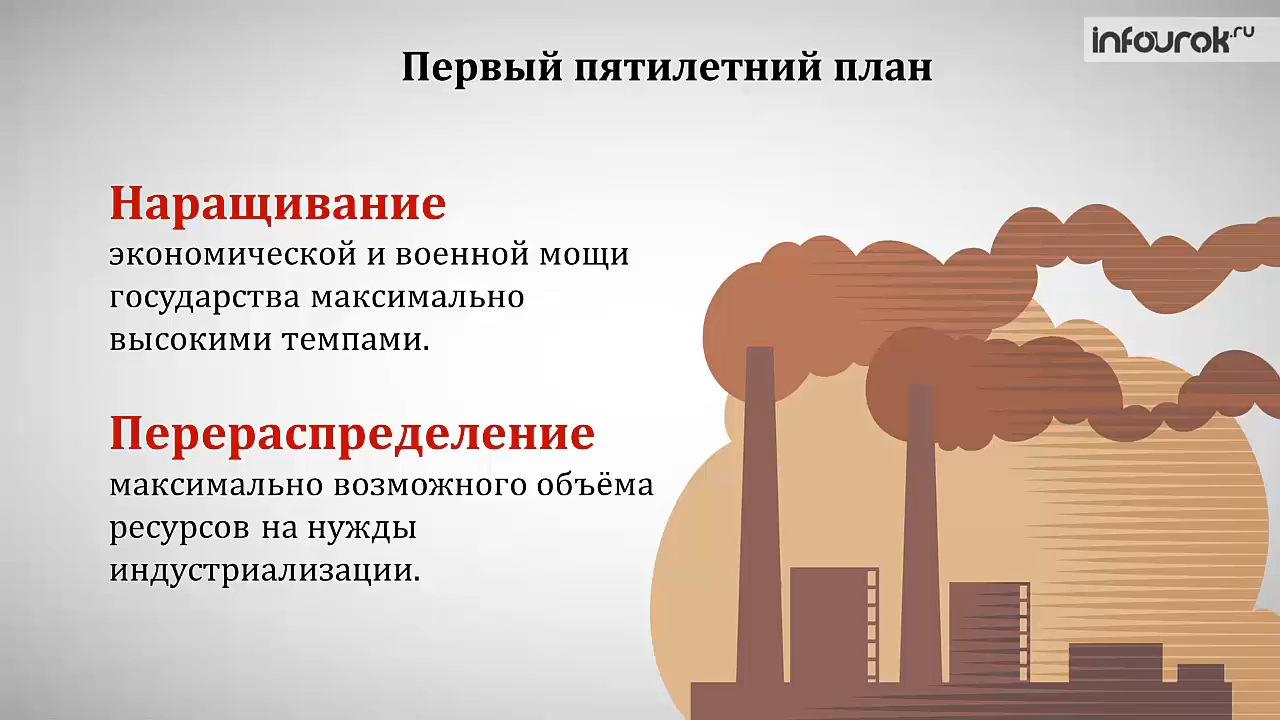 infourok.ru
Первый пятилетний план
Наращивание
экономической и военной мощи
государства максимально
высокими темпами.
Перераспределение
максимально возможного объёма
ресурсов на нужды
индустриализации.